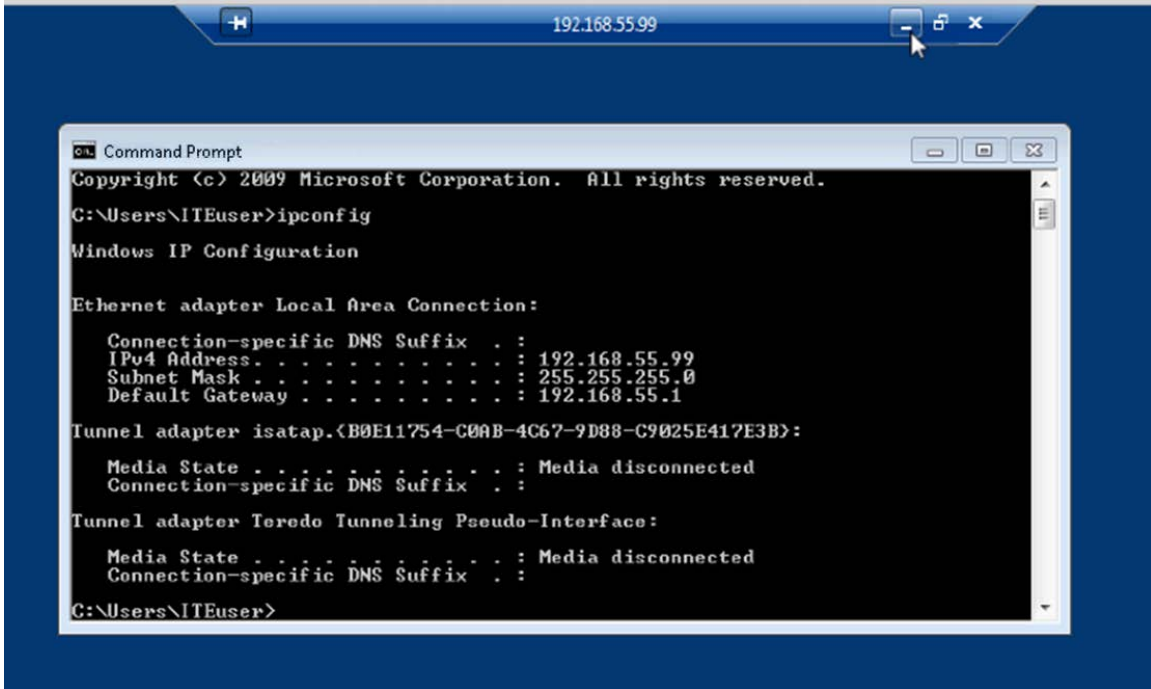 192.168.55.99
Command Prompt
Copyright (c) 2009 Microsoft Corporation.  All rights reserved.
C:\Users\ITEuser>ipconfig
Windows IP Configuration
Ethernet adapter Local Area Connection:
   Connection-specific DNS Suffix  . :
   IPv4 Address. . . . . . . . . . . : 192.168.55.99
   Subnet Mask . . . . . . . . . . . : 255.255.255.0
   Default Gateway . . . . . . . . . : 192.168.55.1
Tunnel adapter isatap.{B0E11754-C0AB-4C67-9D88-C9025E417E3B}:
   Media State . . . . . . . . . . . : Media disconnected
   Connection-specific DNS Suffix  . :
Tunnel adapter Teredo Tunneling Pseudo-Interface:
   Media State . . . . . . . . . . . : Media disconnected
   Connection-specific DNS Suffix  . :
C:\Users\ITEuser>